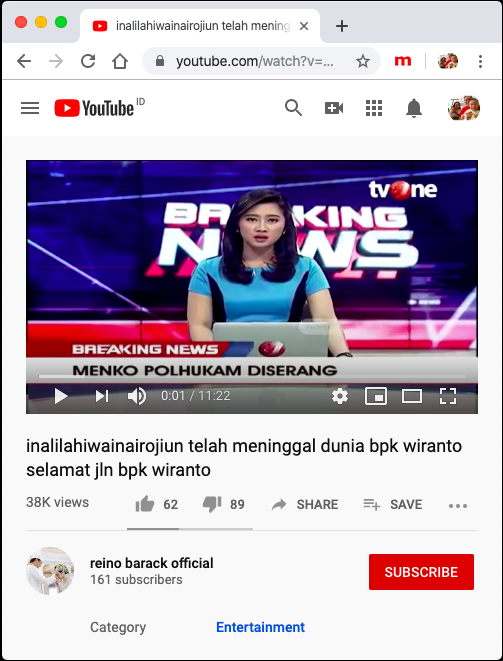 inalilahiwainairojiun telah mening
youtube.com/watch?v=...
m
YouTube ID
tvOne
BREAKING
NEWS
BREAKING NEWS
MENKO POLHUKAM DISERANG
0:01 / 11:22
inalilahiwainairojiun telah meninggal dunia bpk wiranto
selamat jln bpk wiranto
38K views 62 89 SHARE SAVE
reino barack official
161 subscribers
SUBSCRIBE
Category Entertainment